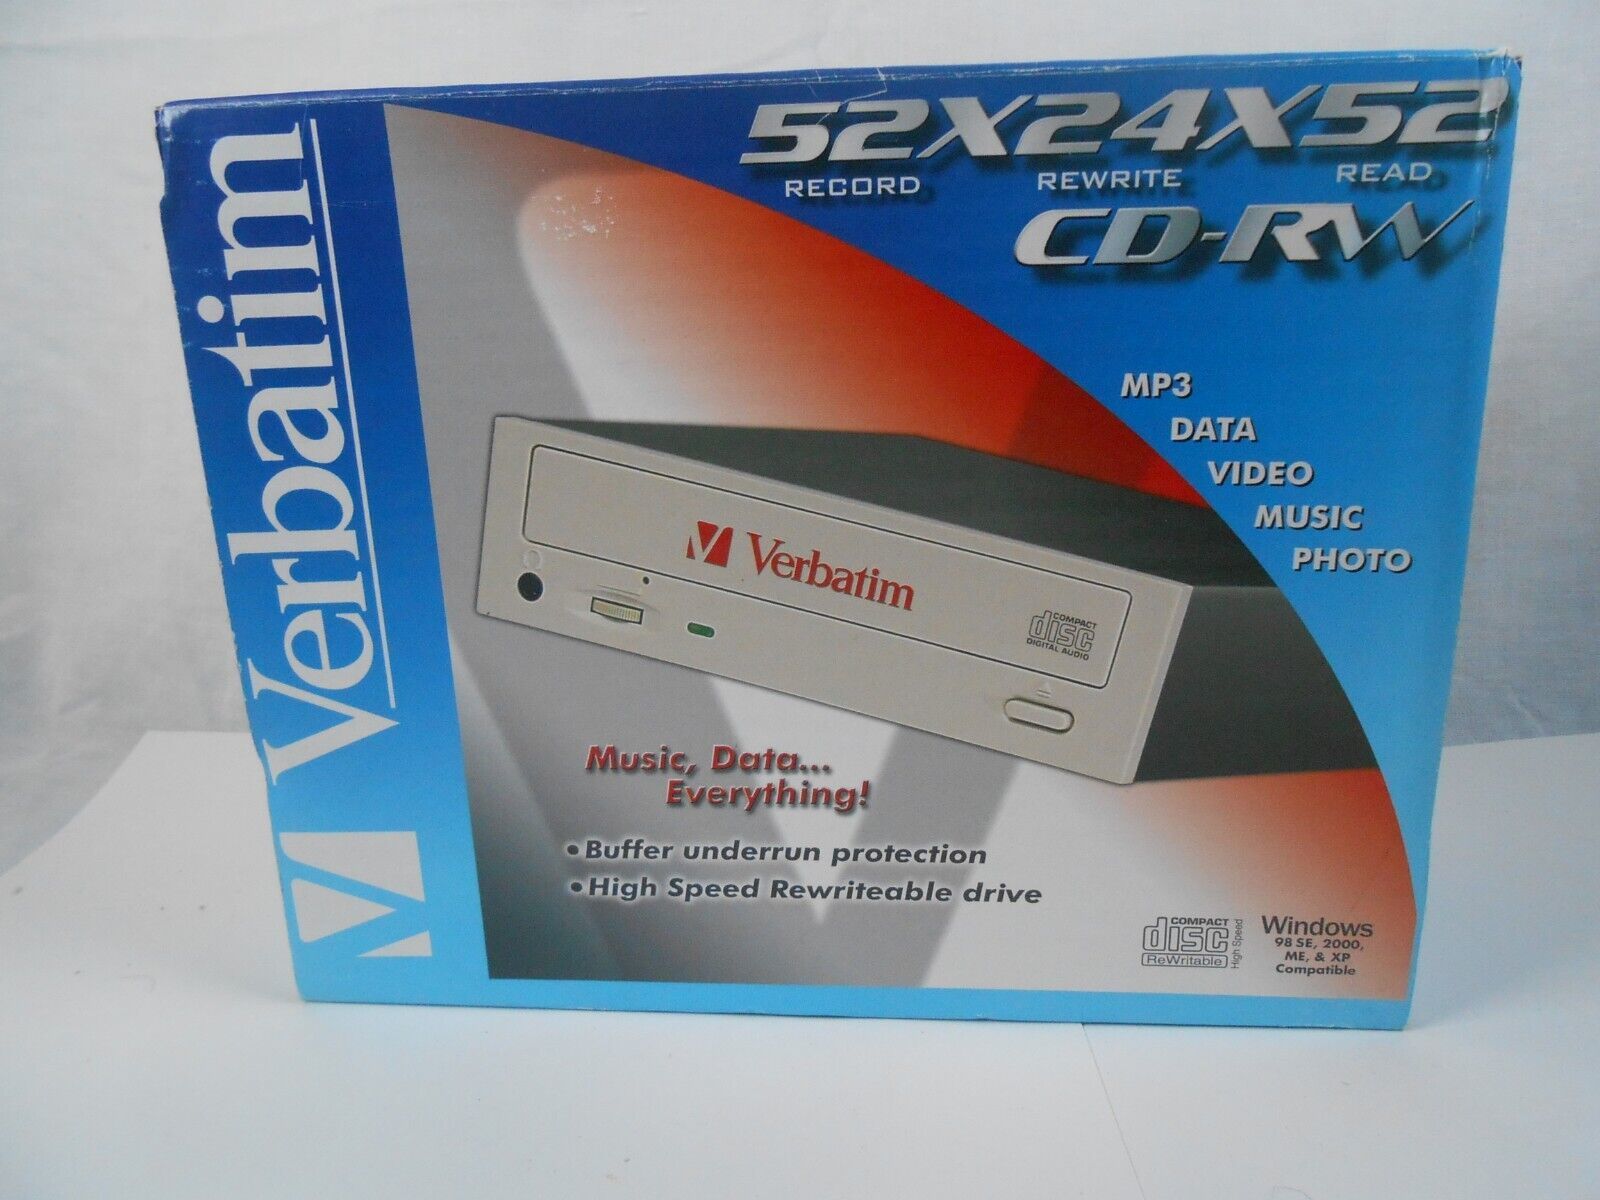 Verbatim
52X24X52
RECORD REWRITE READ
CD-RW
MP3
DATA
VIDEO
MUSIC
PHOTO
Verbatim
COMPACT
disc
DIGITAL AUDIO
Music, Data...
Everything!
•Buffer underrun protection
•High Speed Rewriteable drive
COMPACT
disc
ReWritable
High Speed
Windows
98 SE, 2000,
ME, & XP
Compatible